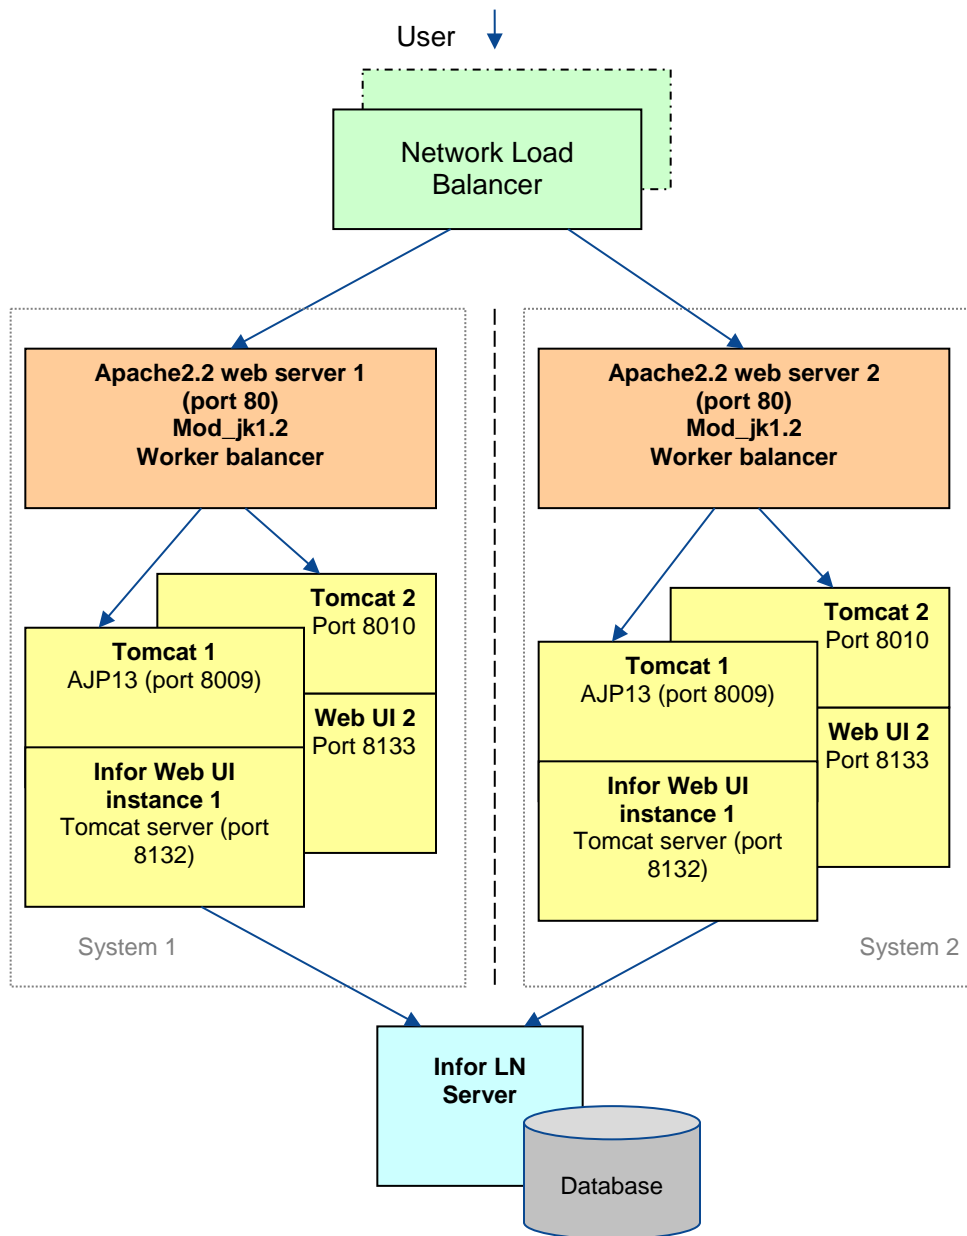 User
Network Load
Balancer
Apache2.2 web server 1
(port 80)
Mod_jk1.2
Worker balancer
Tomcat 2
Port 8010
Tomcat 1
AJP13 (port 8009)
Web UI 2
Port 8133
Infor Web UI
instance 1
Tomcat server (port
8132)
System 1
Apache2.2 web server 2
(port 80)
Mod_jk1.2
Worker balancer
Tomcat 2
Port 8010
Tomcat 1
AJP13 (port 8009)
Web UI 2
Port 8133
Infor Web UI
instance 1
Tomcat server (port
8132)
System 2
Infor LN
Server
Database